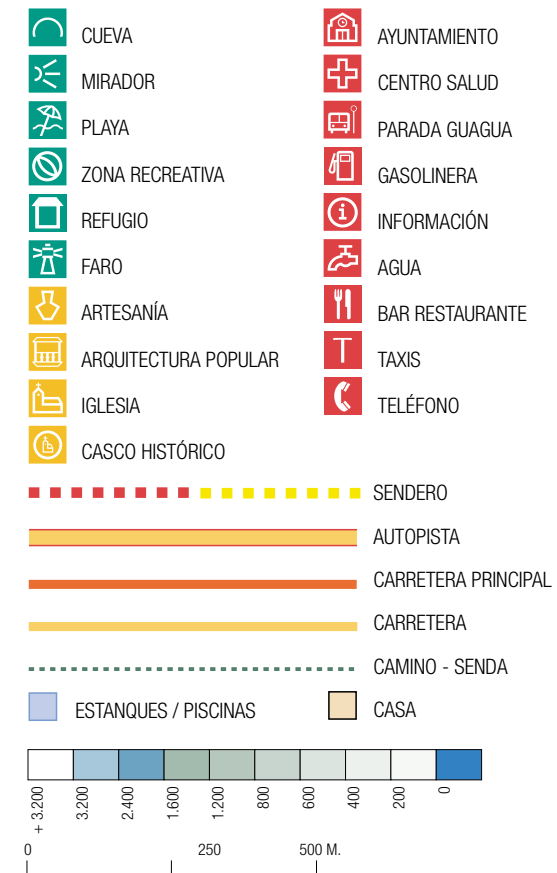 CUEVA
MIRADOR
PLAYA
ZONA RECREATIVA
REFUGIO
FARO
ARTESANÍA
ARQUITECTURA POPULAR
IGLESIA
CASCO HISTÓRICO
AYUNTAMIENTO
CENTRO SALUD
PARADA GUAGUA
GASOLINERA
i
INFORMACIÓN
AGUA
BAR RESTAURANTE
T
TAXIS
TELÉFONO
SENDERO
AUTOPISTA
CARRETERA PRINCIPAL
CARRETERA
CAMINO - SENDA
ESTANQUES / PISCINAS
CASA
+ 3.200
3.200
2.400
1.600
1.200
800
600
400
200
0
0 250 500 M.